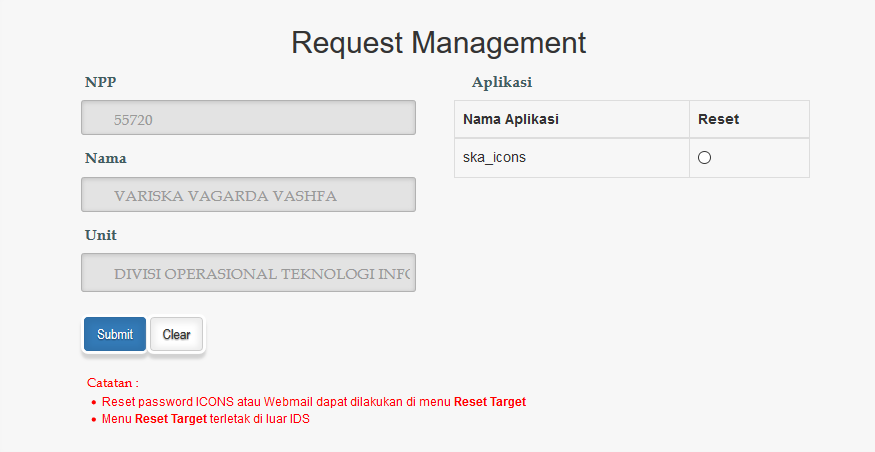 Request Management
NPP
55720
Nama
VARISKA VAGARDA VASHFA
Unit
DIVISI OPERASIONAL TEKNOLOGI INFO
Aplikasi
Nama Aplikasi Reset
ska_icons
Submit Clear
Catatan :
Reset password ICONS atau Webmail dapat dilakukan di menu Reset Target
Menu Reset Target terletak di luar IDS